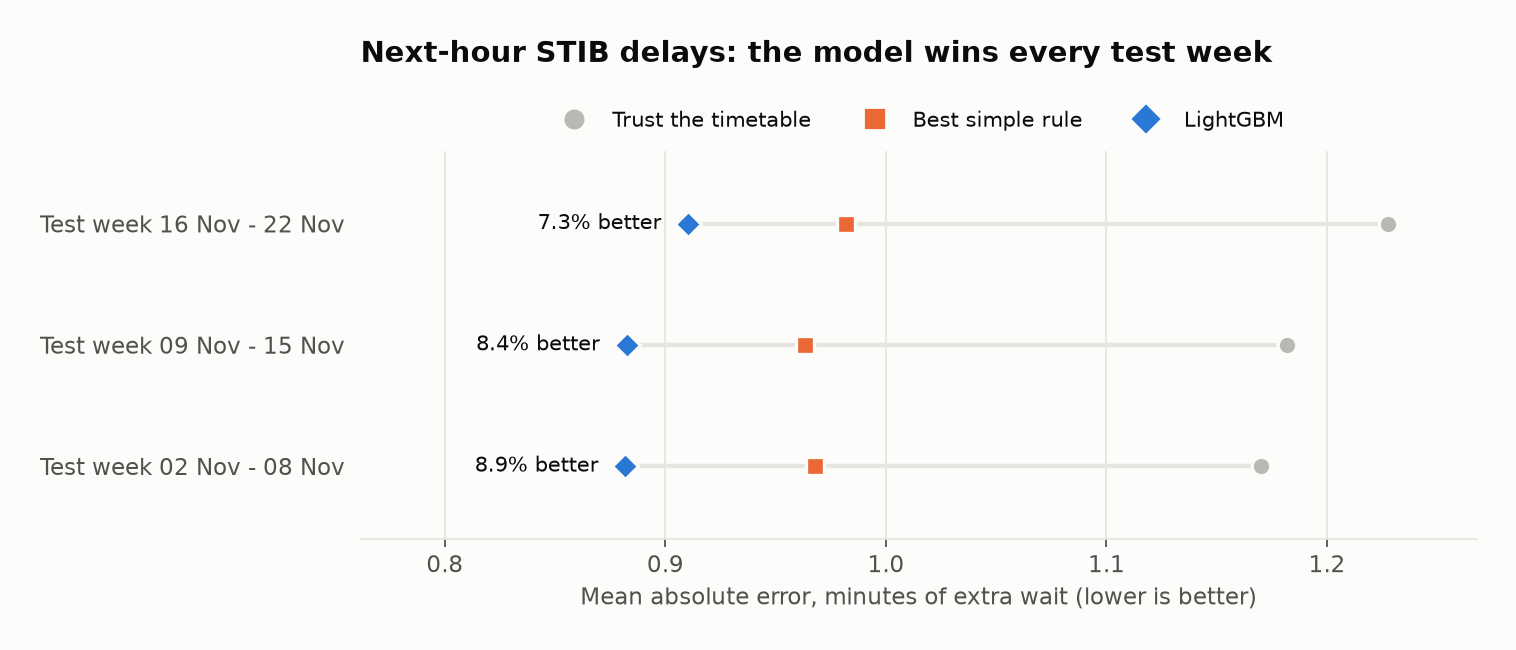 Next-hour STIB delays: the model wins every test week
Trust the timetable
Best simple rule
LightGBM
Test week 16 Nov - 22 Nov
7.3% better
Test week 09 Nov - 15 Nov
8.4% better
Test week 02 Nov - 08 Nov
8.9% better
0.8
0.9
1.0
1.1
1.2
Mean absolute error, minutes of extra wait (lower is better)